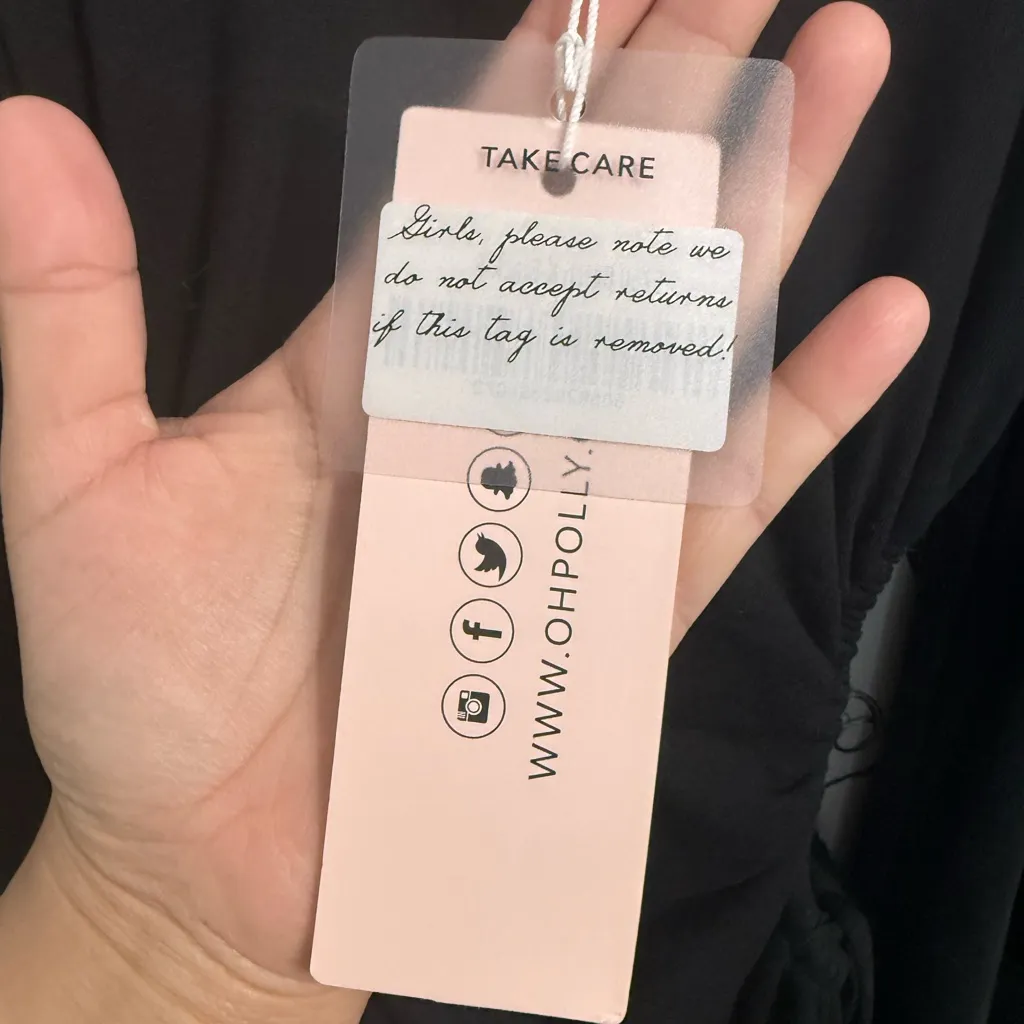 TAKE CARE
Girls, please note we
do not accept returns
if this tag is removed!
WWW.OHPOLLY.